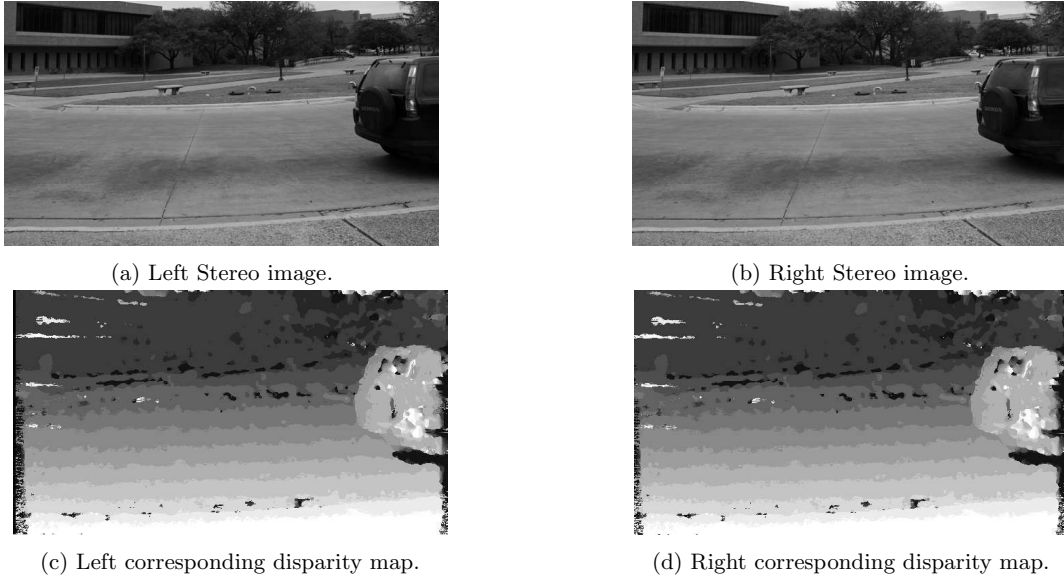 (a) Left Stereo image.
(b) Right Stereo image.
(c) Left corresponding disparity map.
(d) Right corresponding disparity map.